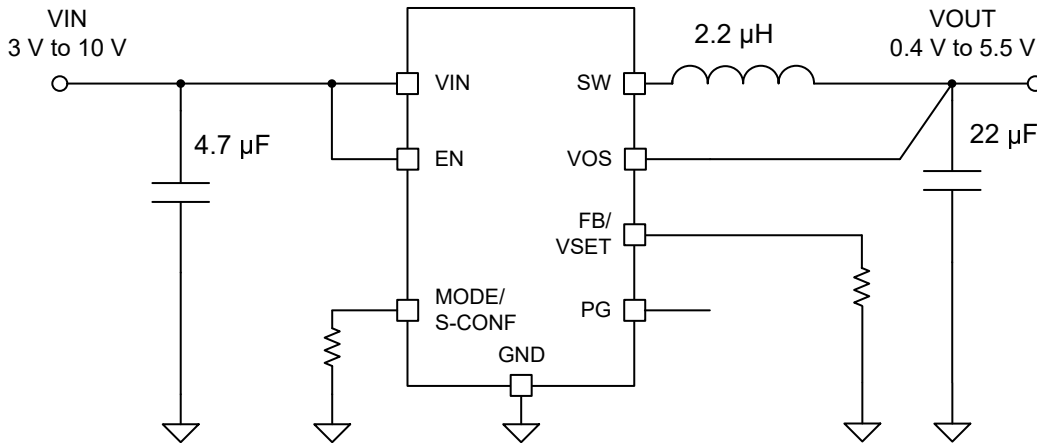 VIN
3 V to 10 V
4.7 µF
VIN
EN
MODE/
S-CONF
GND
SW
VOS
FB/
VSET
PG
2.2 µH
VOUT
0.4 V to 5.5 V
22 µF